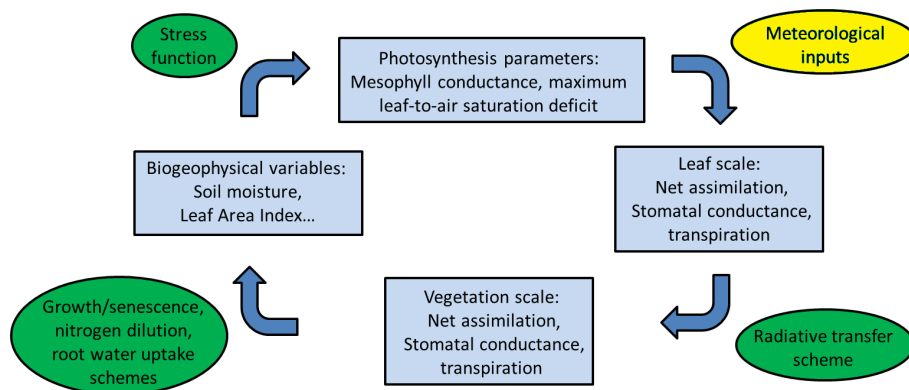 Stress
function
Photosynthesis parameters:
Mesophyll conductance, maximum
leaf-to-air saturation deficit
Meteorological
inputs
Biogeophysical variables:
Soil moisture,
Leaf Area Index...
Leaf scale:
Net assimilation,
Stomatal conductance,
transpiration
Growth/senescence,
nitrogen dilution,
root water uptake
schemes
Vegetation scale:
Net assimilation,
Stomatal conductance,
transpiration
Radiative transfer
scheme